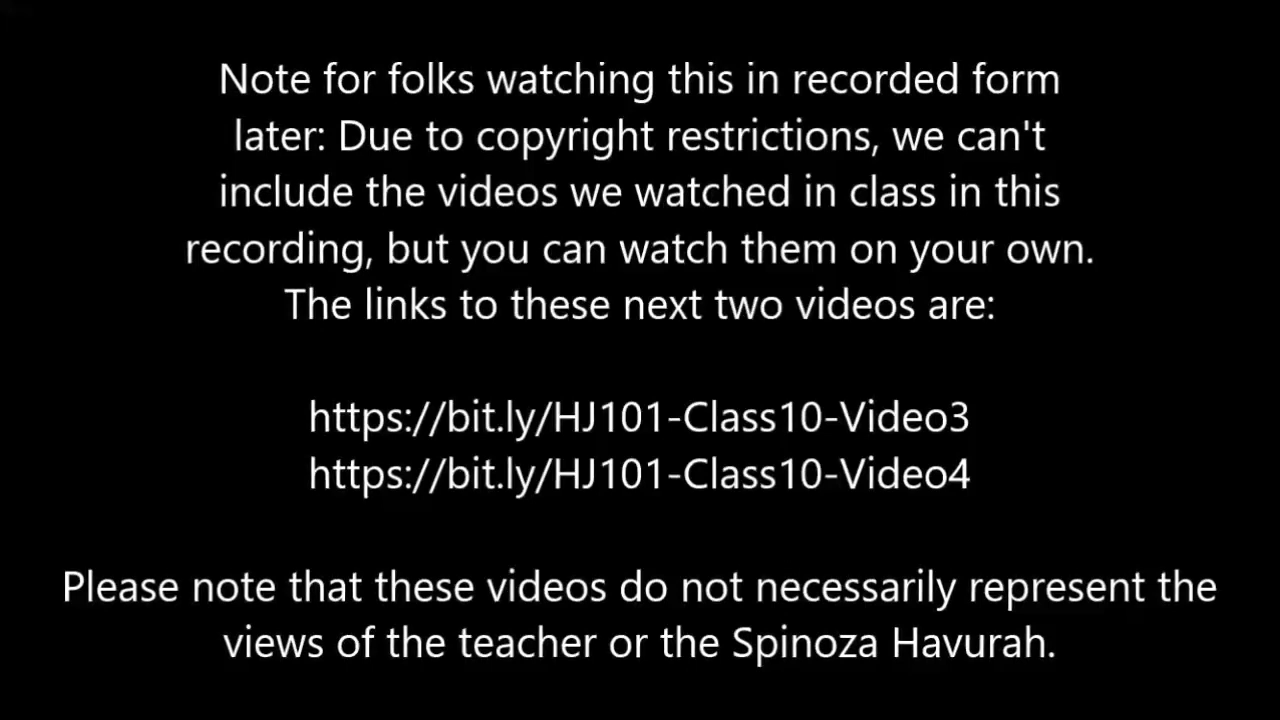 Note for folks watching this in recorded form
later: Due to copyright restrictions, we can't
include the videos we watched in class in this
recording, but you can watch them on your own.
The links to these next two videos are:
https://bit.ly/HJ101-Class10-Video3
https://bit.ly/HJ101-Class10-Video4
Please note that these videos do not necessarily represent the
views of the teacher or the Spinoza Havurah.